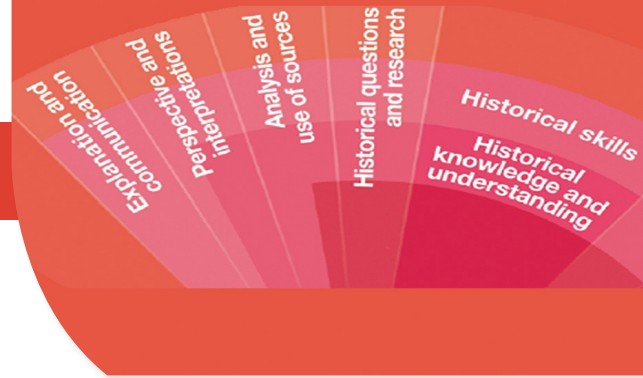 Explanation and
communication
Perspective and
interpretations
Analysis and
use of sources
Historical questions
and research
Historical skills
Historical
knowledge and
understanding